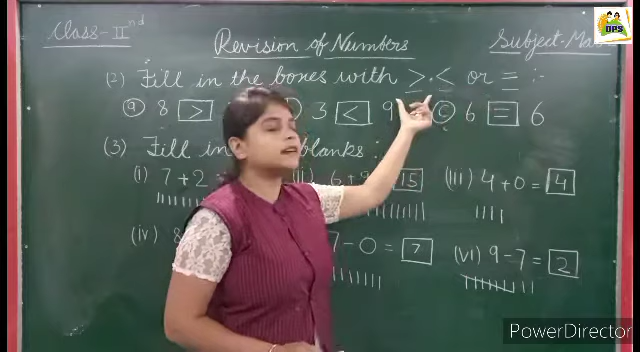 Class-IInd
Revision of Numbers
Subject-Ma
DPS
(2) Fill in the boxes with >, < or = :-
(a) 8 > 3 < 9 (c) 6 = 6
(3) Fill in blanks :
(i) 7+2 = 6+9 15 (iii) 4+0 = 4
(iv) 8 7-0 = 7 (vi) 9-7 = 2
PowerDirector